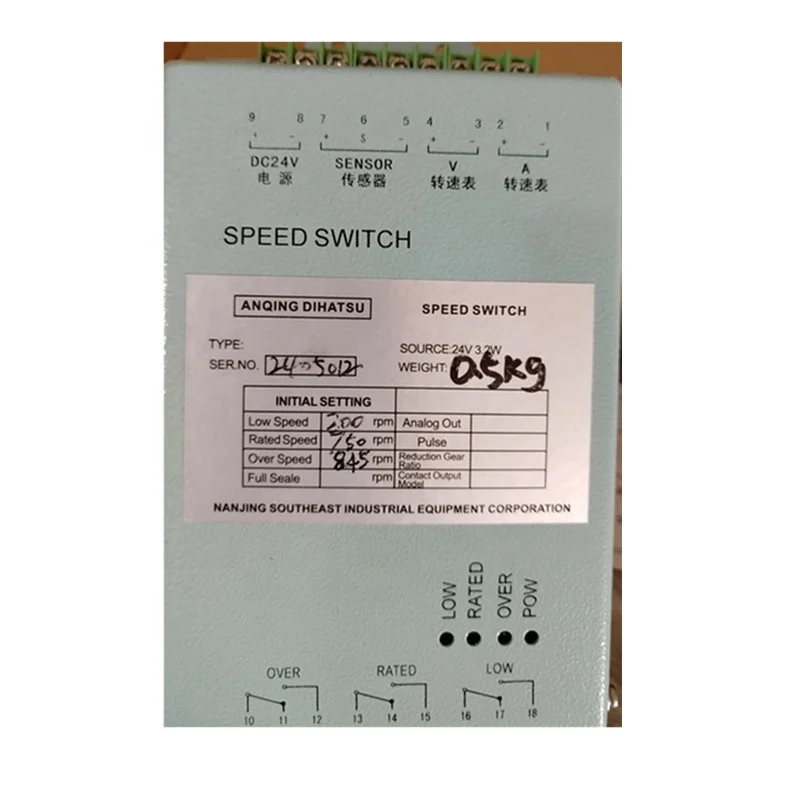 9 8 7 6 5 4 3 2 1
+ - + S - + - + -
DC24V SENSOR V A
电源 传感器 转速表 转速表
SPEED SWITCH
ANQING DIHATSU SPEED SWITCH
TYPE: SOURCE:24V 3.2W
SER.NO. 24-5012 WEIGHT: 0.5kg
INITIAL SETTING
Low Speed 200 rpm Analog Out
Rated Speed 750 rpm Pulse
Over Speed 845 rpm Reduction Gear Ratio
Full Seale rpm Contact Output Model
NANJING SOUTHEAST INDUSTRIAL EQUIPMENT CORPORATION
LOW RATED OVER POW
OVER RATED LOW
10 11 12 13 14 15 16 17 18